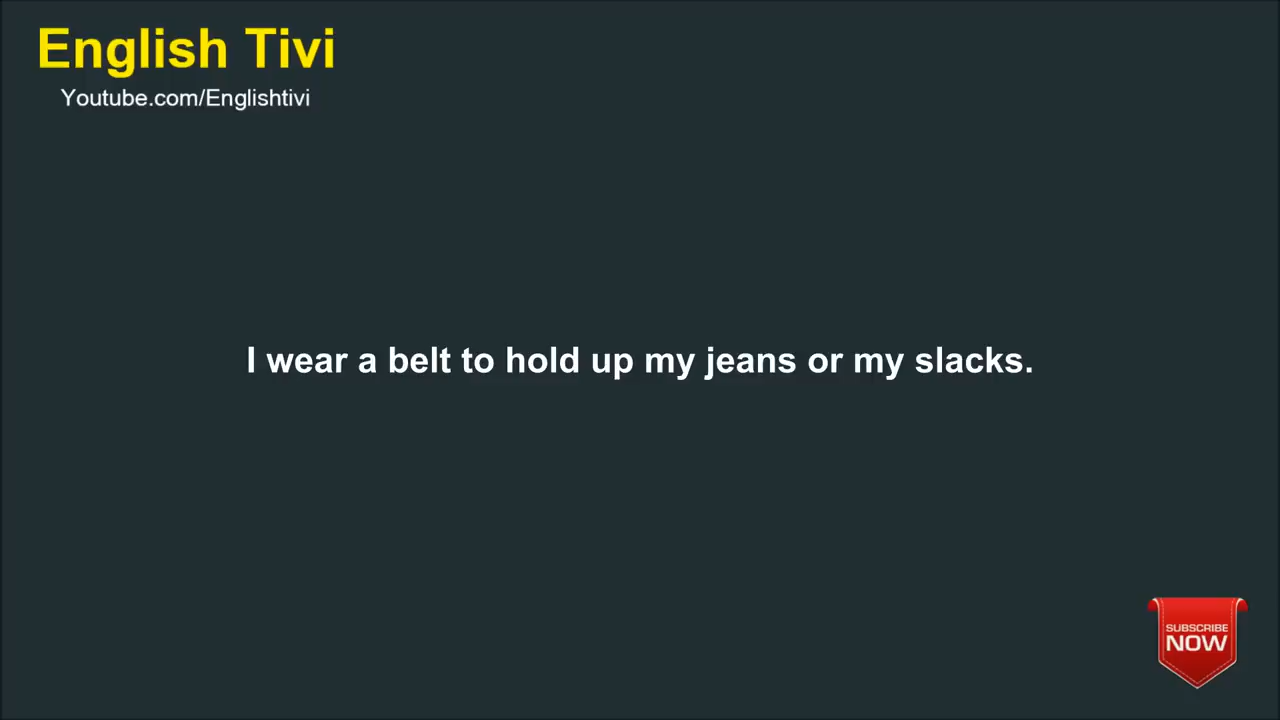 English Tivi
Youtube.com/Englishtivi
I wear a belt to hold up my jeans or my slacks.
SUBSCRIBE
NOW